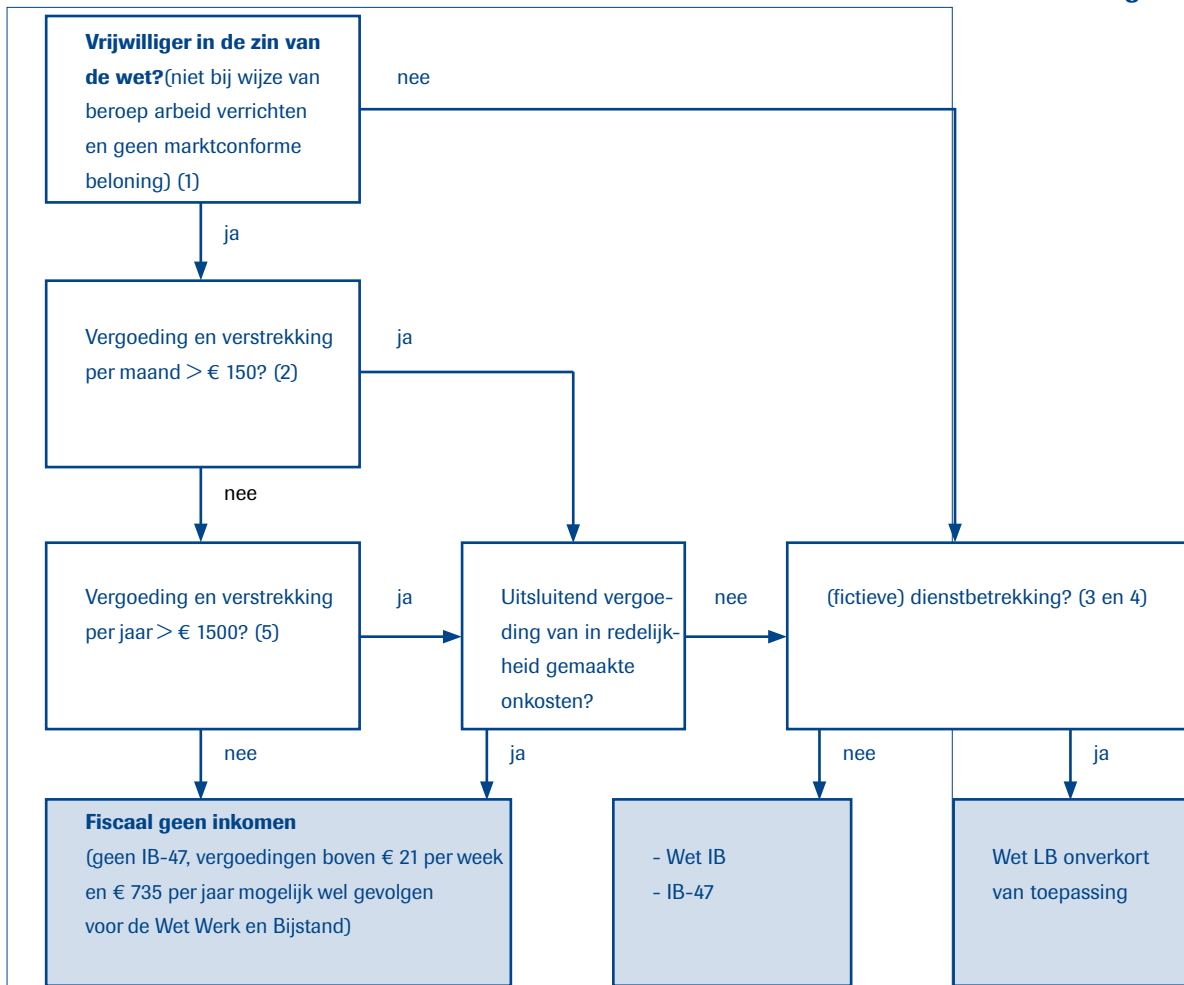 Vrijwilliger in de zin van
de wet?(niet bij wijze van
beroep arbeid verrichten
en geen marktconforme
beloning) (1)
nee
ja
Vergoeding en verstrekking
per maand > € 150? (2)
ja
nee
Vergoeding en verstrekking
per jaar > € 1500? (5)
ja
Uitsluitend vergoe-
ding van in redelijk-
heid gemaakte
onkosten?
nee
(fictieve) dienstbetrekking? (3 en 4)
nee
ja
nee
ja
Fiscaal geen inkomen
(geen IB-47, vergoedingen boven € 21 per week
en € 735 per jaar mogelijk wel gevolgen
voor de Wet Werk en Bijstand)
- Wet IB
- IB-47
Wet LB onverkort
van toepassing